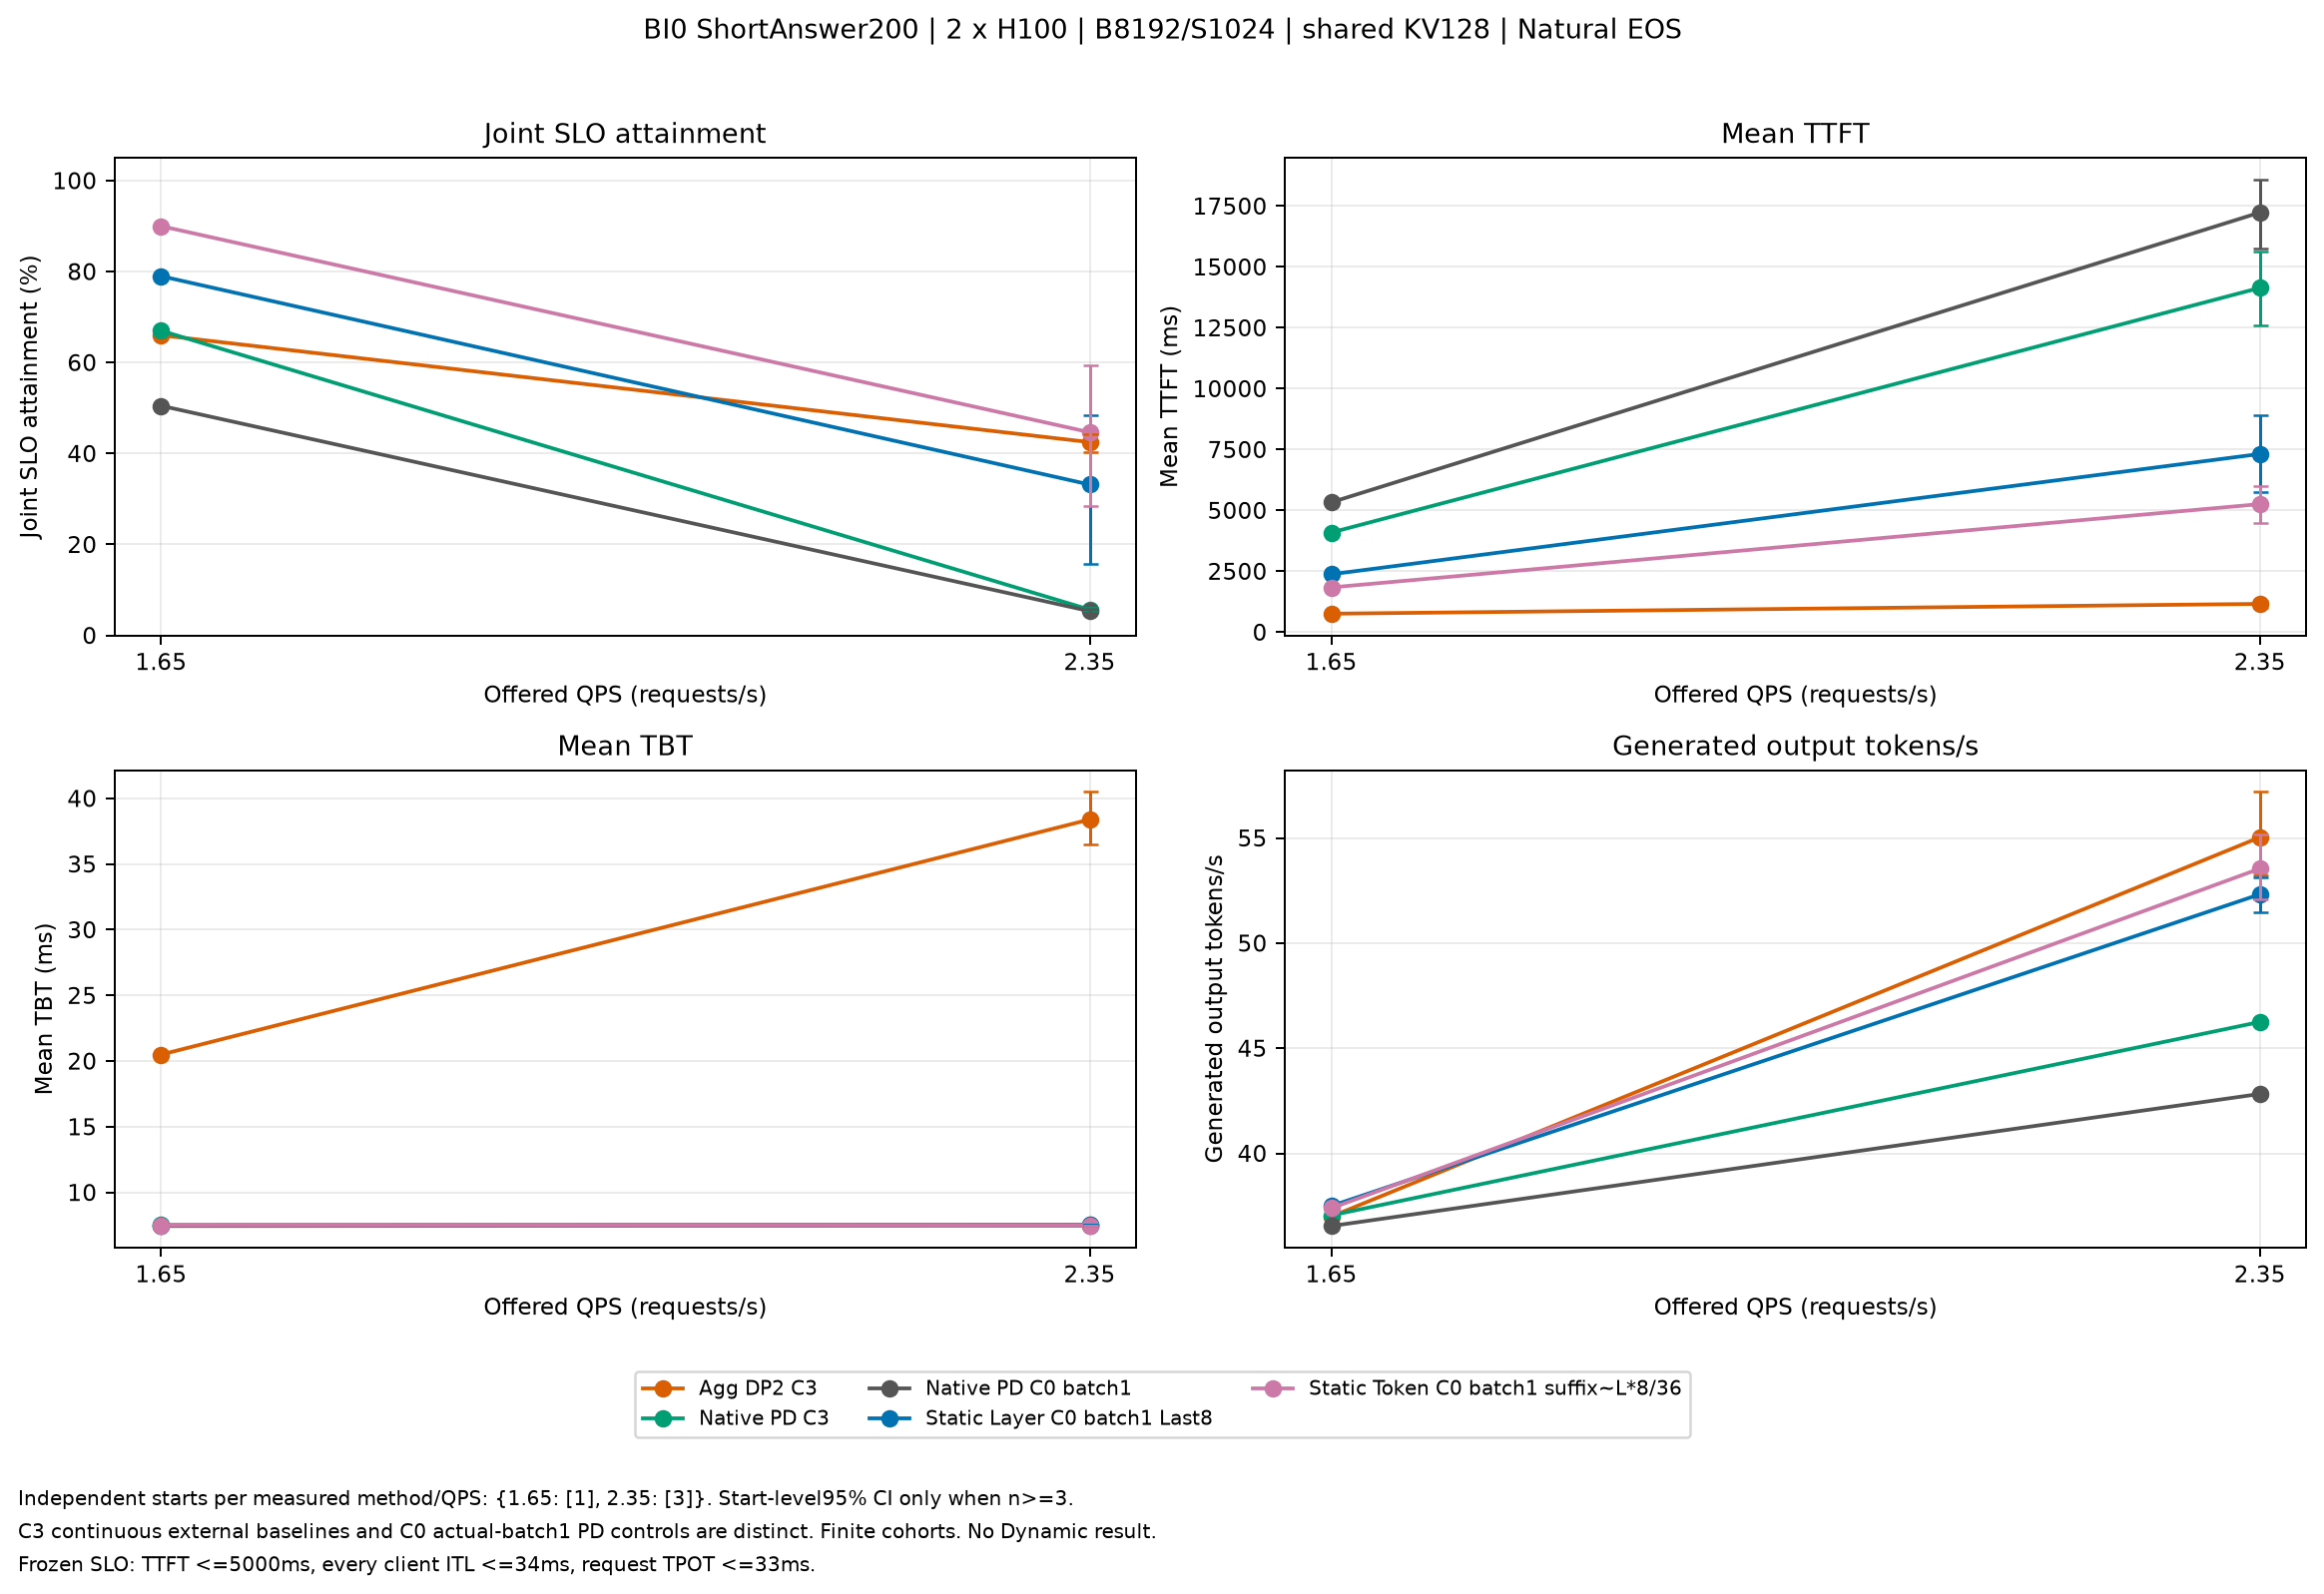 BI0 ShortAnswer200 | 2 x H100 | B8192/S1024 | shared KV128 | Natural EOS
Joint SLO attainment
Joint SLO attainment (%)
100
80
60
40
20
0
1.65
2.35
Offered QPS (requests/s)
Mean TTFT
Mean TTFT (ms)
17500
15000
12500
10000
7500
5000
2500
0
1.65
2.35
Offered QPS (requests/s)
Mean TBT
Mean TBT (ms)
40
35
30
25
20
15
10
1.65
2.35
Offered QPS (requests/s)
Generated output tokens/s
Generated output tokens/s
55
50
45
40
1.65
2.35
Offered QPS (requests/s)
Agg DP2 C3
Native PD C3
Native PD C0 batch1
Static Layer C0 batch1 Last8
Static Token C0 batch1 suffix~L*8/36
Independent starts per measured method/QPS: {1.65: [1], 2.35: [3]}. Start-level95% CI only when n>=3.
C3 continuous external baselines and C0 actual-batch1 PD controls are distinct. Finite cohorts. No Dynamic result.
Frozen SLO: TTFT <=5000ms, every client ITL <=34ms, request TPOT <=33ms.